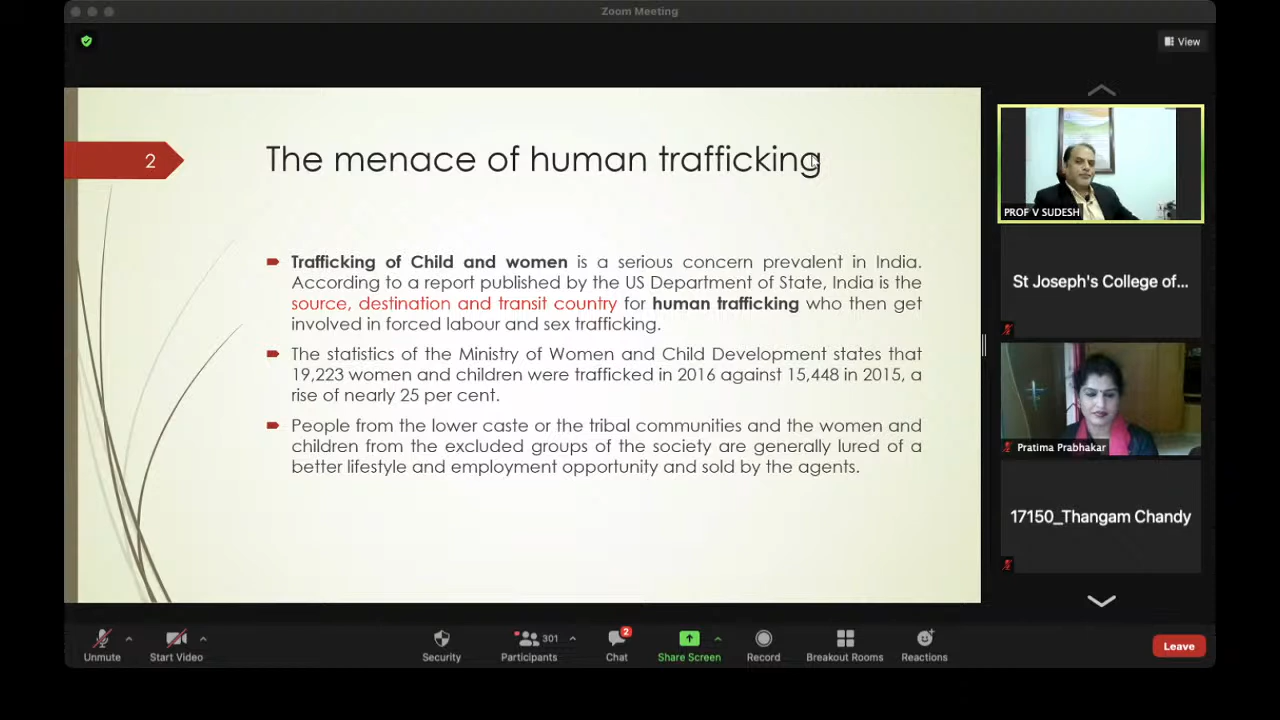 Zoom Meeting
View
2
The menace of human trafficking
Trafficking of Child and women is a serious concern prevalent in India.
According to a report published by the US Department of State, India is the
source, destination and transit country for human trafficking who then get
involved in forced labour and sex trafficking.
The statistics of the Ministry of Women and Child Development states that
19,223 women and children were trafficked in 2016 against 15,448 in 2015, a
rise of nearly 25 per cent.
People from the lower caste or the tribal communities and the women and
children from the excluded groups of the society are generally lured of a
better lifestyle and employment opportunity and sold by the agents.
PROF V SUDESH
St Joseph's College of...
Pratima Prabhakar
17150_Thangam Chandy
301
2
Unmute
Start Video
Security
Participants
Chat
Share Screen
Record
Breakout Rooms
Reactions
Leave